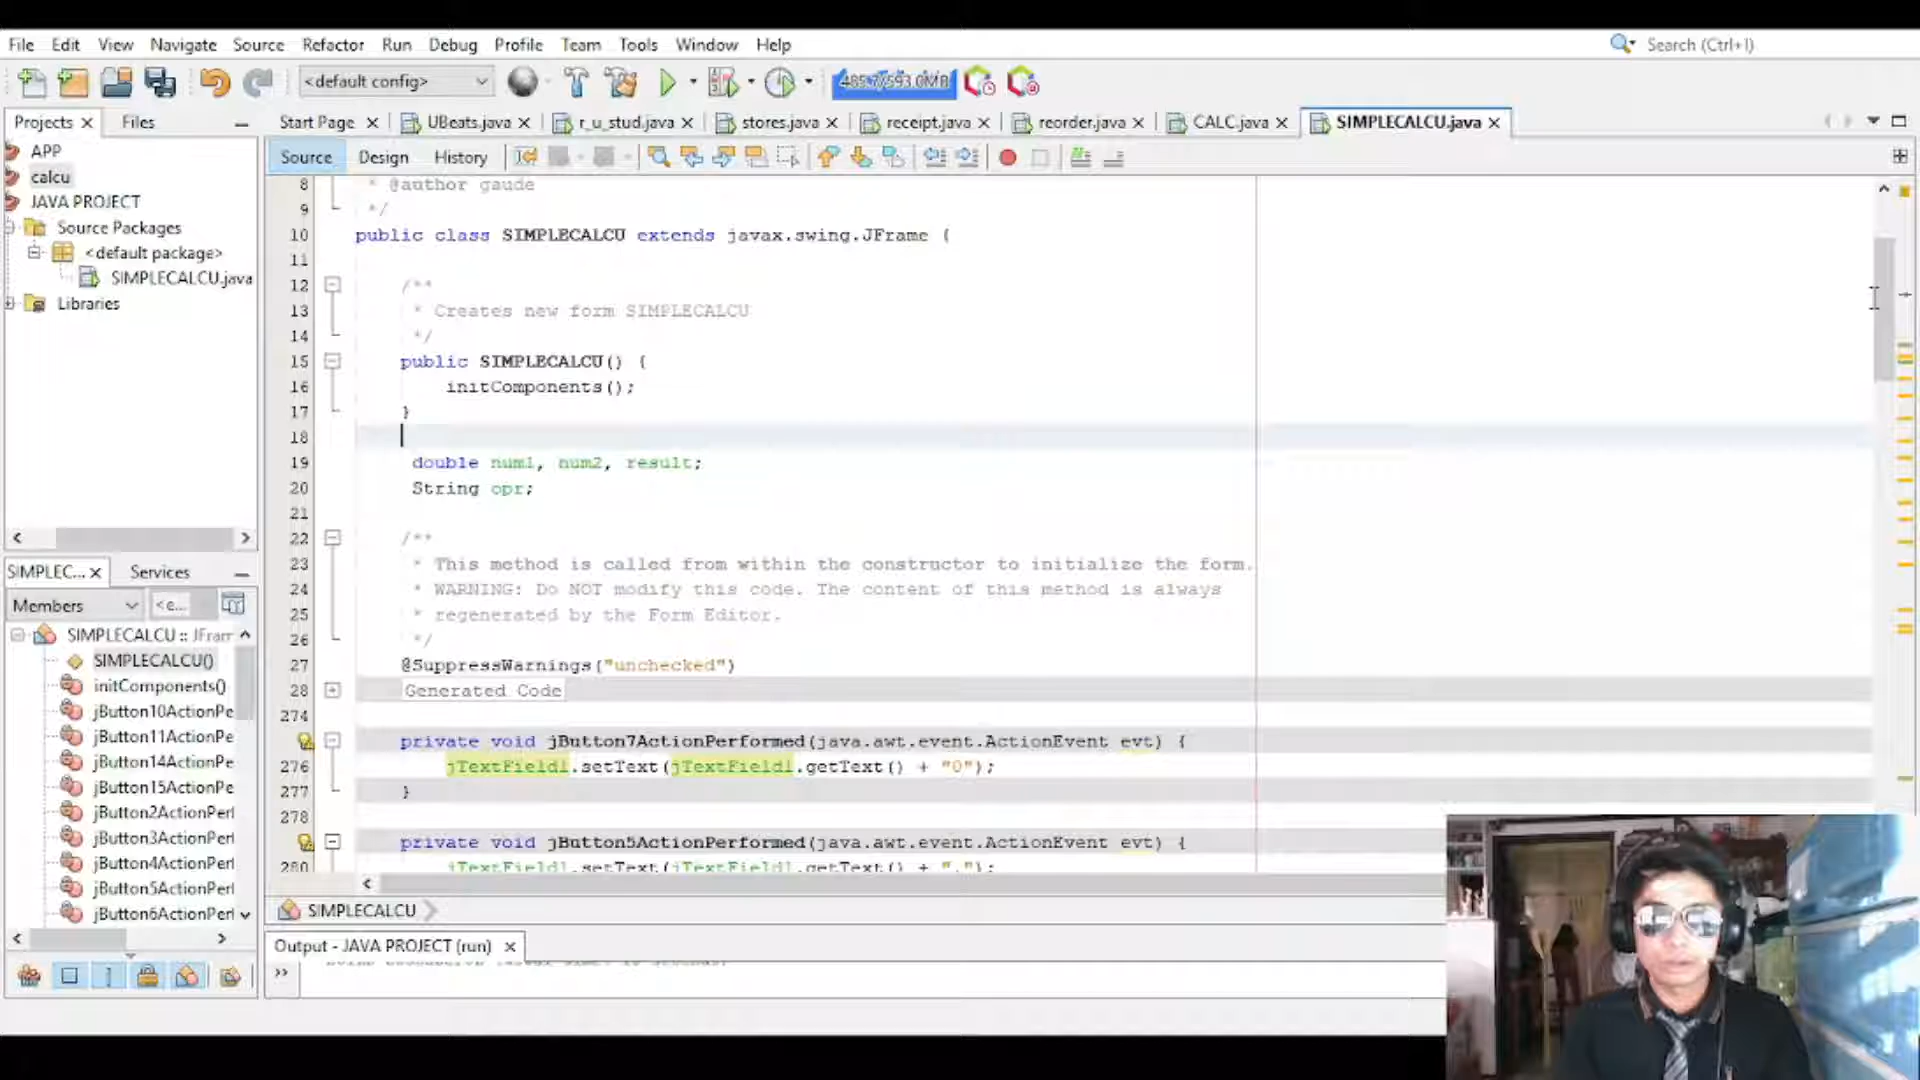 File Edit View Navigate Source Refactor Run Debug Profile Team Tools Window Help Search (Ctrl+I)
<default config> 485.7/593.0MB
Projects Files Start Page UBeats.java r_u_stud.java stores.java receipt.java reorder.java CALC.java SIMPLECALCU.java
Source Design History
APP
calcu
JAVA PROJECT
Source Packages
<default package>
SIMPLECALCU.java
Libraries
SIMPLEC... Services
Members <e...
SIMPLECALCU :: JFram
SIMPLECALCU()
initComponents()
jButton10ActionPe
jButton11ActionPe
jButton14ActionPe
jButton15ActionPe
jButton2ActionPerf
jButton3ActionPerf
jButton4ActionPerf
jButton5ActionPerf
jButton6ActionPerf
8 * @author gaude
9 */
10 public class SIMPLECALCU extends javax.swing.JFrame {
11
12 /**
13 * Creates new form SIMPLECALCU
14 */
15 public SIMPLECALCU() {
16 initComponents();
17 }
18
19 double num1, num2, result;
20 String opr;
21
22 /**
23 * This method is called from within the constructor to initialize the form.
24 * WARNING: Do NOT modify this code. The content of this method is always
25 * regenerated by the Form Editor.
26 */
27 @SuppressWarnings("unchecked")
28 Generated Code
274
private void jButton7ActionPerformed(java.awt.event.ActionEvent evt) {
276 jTextField1.setText(jTextField1.getText() + "0");
277 }
278
private void jButton5ActionPerformed(java.awt.event.ActionEvent evt) {
280 jTextField1.setText(jTextField1.getText() + ".");
SIMPLECALCU
Output - JAVA PROJECT (run)